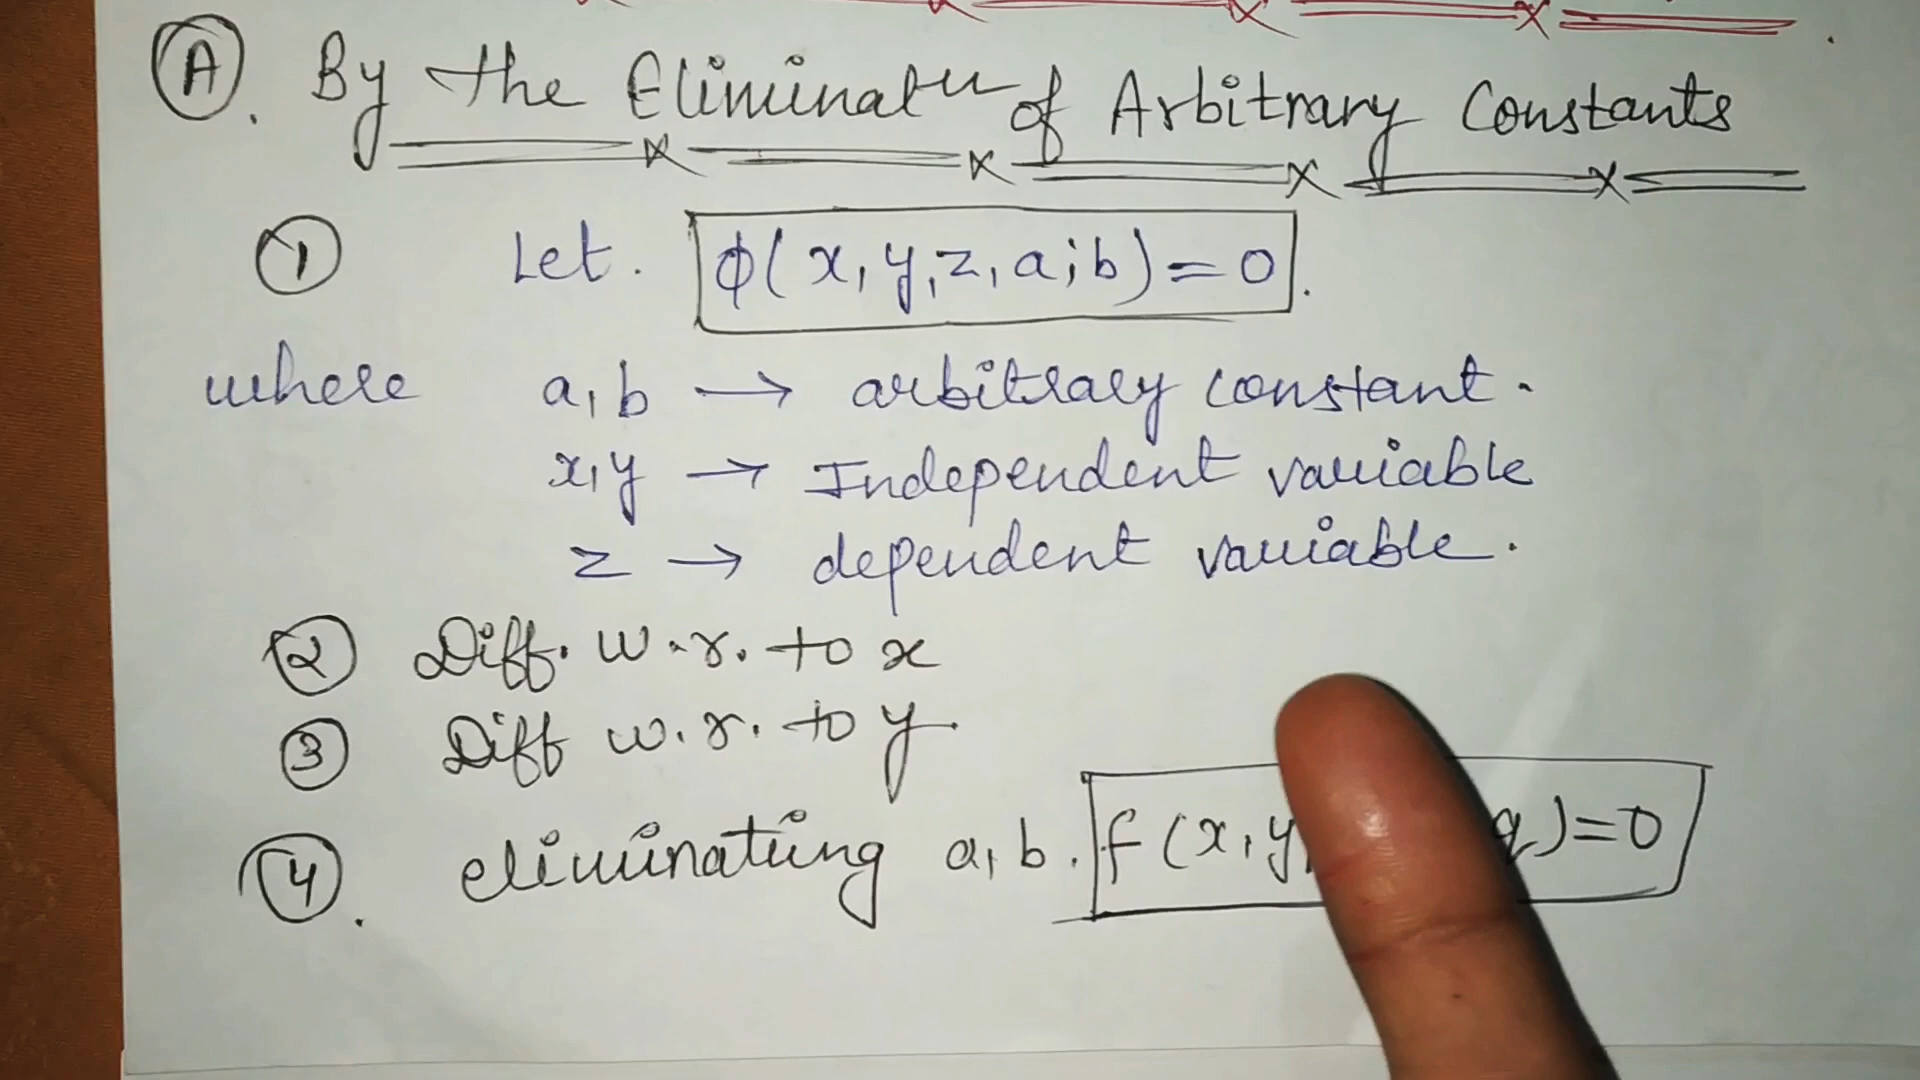 A. By the Elimination of Arbitrary Constants
1 Let. ϕ(x,y,z,a,b)=0.
where a,b → arbitrary constant.
x,y → Independent variable
z → dependent variable.
2 Diff. w.r. to x
3 Diff w.r. to y.
4. eliminating a,b. f(x,y, q)=0